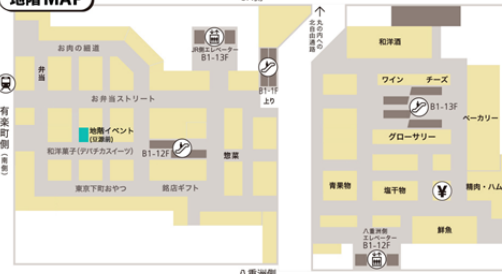 地階MAP
丸の内への
北自由通路
お肉の細道
JR側エレベーター
B1-13F
和洋酒
弁当
B1-1F
上り
ワイン
チーズ
お弁当ストリート
B1-13F
ベーカリー
有楽町側(南側)
地階イベント
グローサリー
和洋菓子(デパチカスイーツ)
B1-12F
惣菜
東京下町おやつ
銘店ギフト
青果物
塩干物
¥
精肉・ハム
八重洲側
エレベーター
B1-12F
鮮魚
八重洲側